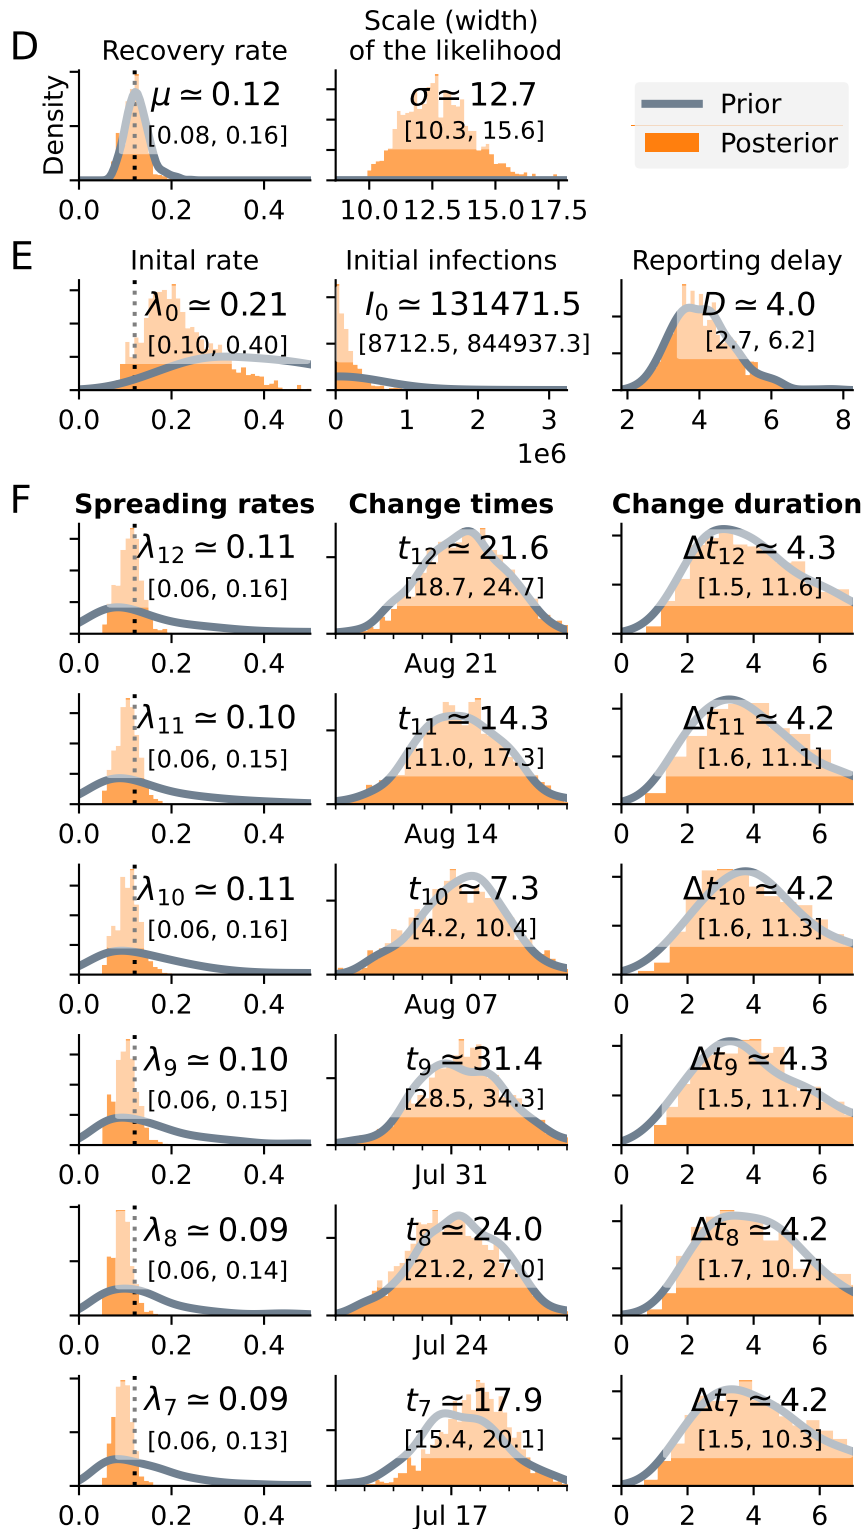 D
Recovery rate
Scale (width)
of the likelihood
Density
μ ≃ 0.12
[0.08, 0.16]
σ ≃ 12.7
[10.3, 15.6]
Prior
Posterior
0.0 0.2 0.4
10.0 12.5 15.0 17.5
E
Inital rate
Initial infections
Reporting delay
λ0 ≃ 0.21
[0.10, 0.40]
I0 ≃ 131471.5
[8712.5, 844937.3]
D ≃ 4.0
[2.7, 6.2]
0.0 0.2 0.4
0 1 2 3
1e6
2 4 6 8
F
Spreading rates
Change times
Change duration
λ12 ≃ 0.11
[0.06, 0.16]
t12 ≃ 21.6
[18.7, 24.7]
Δt12 ≃ 4.3
[1.5, 11.6]
0.0 0.2 0.4
Aug 21
0 2 4 6
λ11 ≃ 0.10
[0.06, 0.15]
t11 ≃ 14.3
[11.0, 17.3]
Δt11 ≃ 4.2
[1.6, 11.1]
0.0 0.2 0.4
Aug 14
0 2 4 6
λ10 ≃ 0.11
[0.06, 0.16]
t10 ≃ 7.3
[4.2, 10.4]
Δt10 ≃ 4.2
[1.6, 11.3]
0.0 0.2 0.4
Aug 07
0 2 4 6
λ9 ≃ 0.10
[0.06, 0.15]
t9 ≃ 31.4
[28.5, 34.3]
Δt9 ≃ 4.3
[1.5, 11.7]
0.0 0.2 0.4
Jul 31
0 2 4 6
λ8 ≃ 0.09
[0.06, 0.14]
t8 ≃ 24.0
[21.2, 27.0]
Δt8 ≃ 4.2
[1.7, 10.7]
0.0 0.2 0.4
Jul 24
0 2 4 6
λ7 ≃ 0.09
[0.06, 0.13]
t7 ≃ 17.9
[15.4, 20.1]
Δt7 ≃ 4.2
[1.5, 10.3]
0.0 0.2 0.4
Jul 17
0 2 4 6